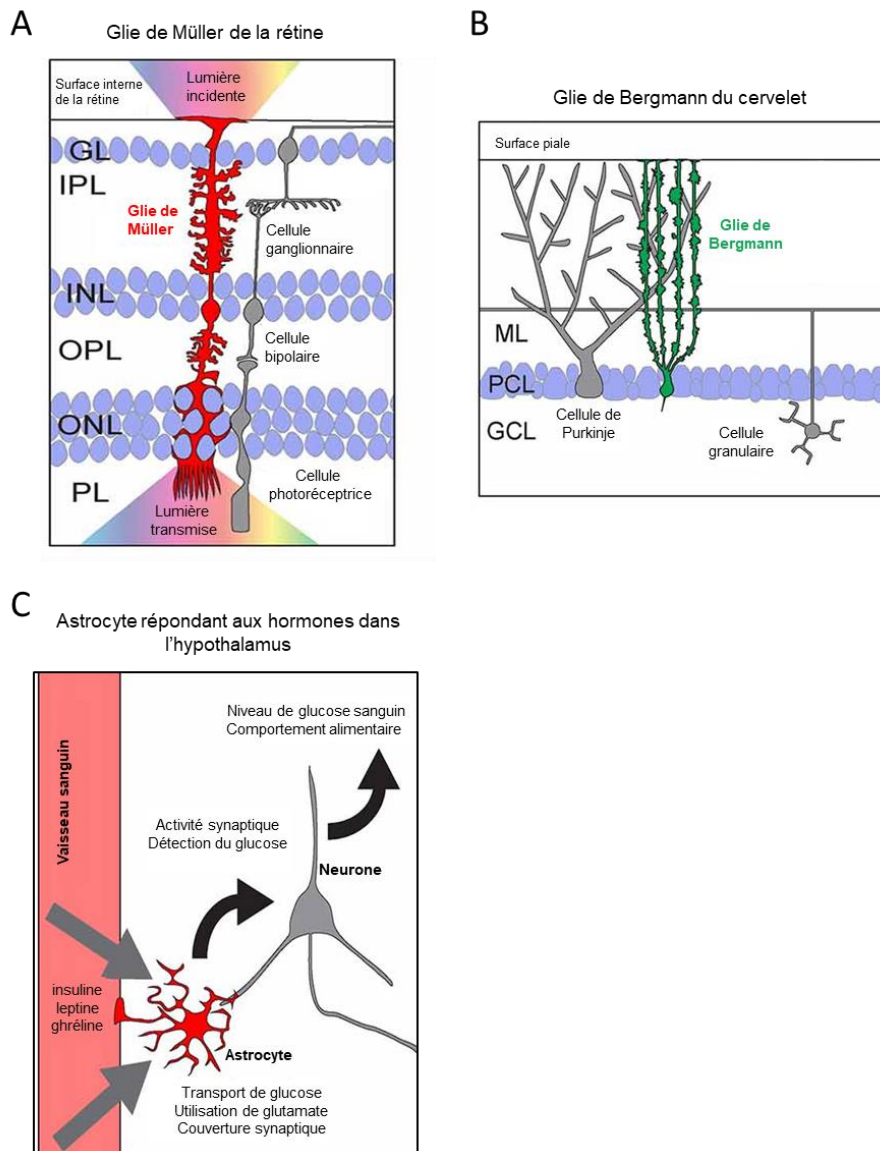 A
Glie de Müller de la rétine
Surface interne
de la rétine
Lumière
incidente
GL
IPL
Glie de
Müller
Cellule
ganglionnaire
INL
OPL
Cellule
bipolaire
ONL
PL
Cellule
photoréceptrice
Lumière
transmise
B
Glie de Bergmann du cervelet
Surface piale
Glie de
Bergmann
ML
PCL
Cellule de
Purkinje
GCL
Cellule
granulaire
C
Astrocyte répondant aux hormones dans
l'hypothalamus
Vaisseau sanguin
Niveau de glucose sanguin
Comportement alimentaire
Activité synaptique
Détection du glucose
Neurone
insuline
leptine
ghréline
Astrocyte
Transport de glucose
Utilisation de glutamate
Couverture synaptique